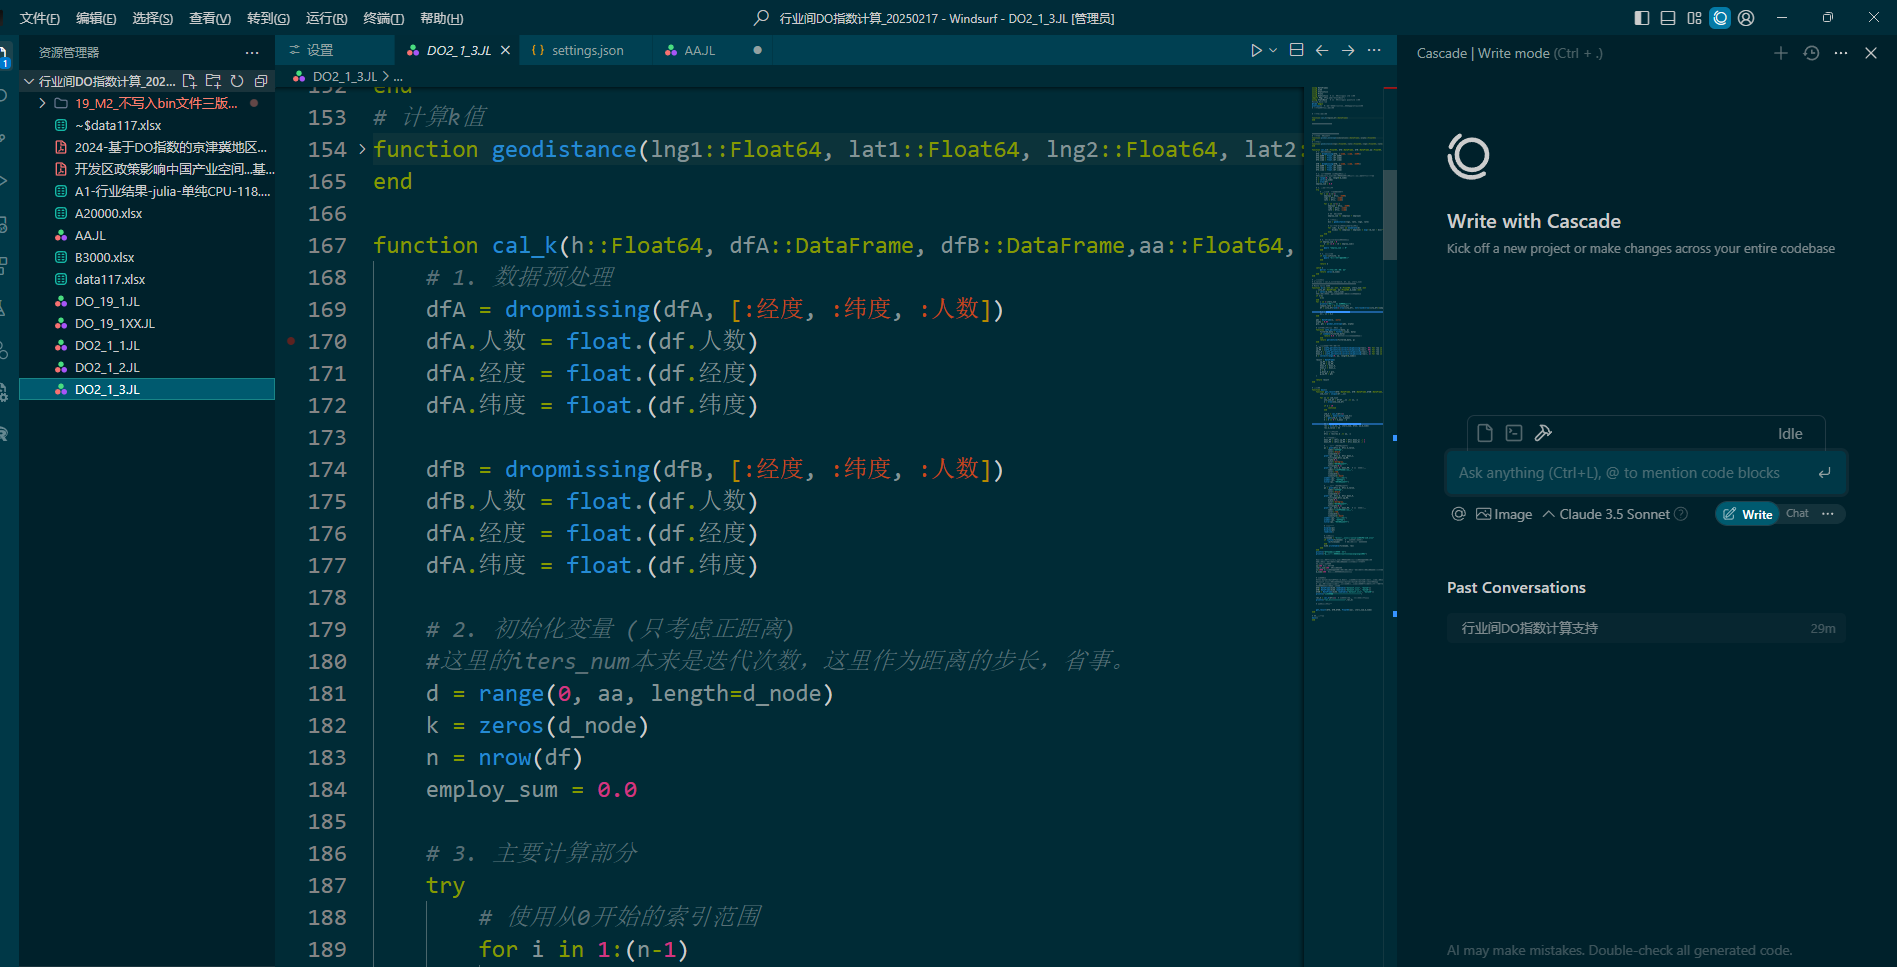 文件(F) 编辑(E) 选择(S) 查看(V) 转到(G) 运行(R) 终端(T) 帮助(H)
行业间DO指数计算_20250217 - Windsurf - DO2_1_3.JL [管理员]
资源管理器
行业间DO指数计算_202...
19_M2_不写入bin文件三版...
~$data117.xlsx
2024-基于DO指数的京津冀地区...
开发区政策影响中国产业空间...基...
A1-行业结果-julia-单纯CPU-118....
A20000.xlsx
AAJL
B3000.xlsx
data117.xlsx
DO_19_1.JL
DO_19_1XX.JL
DO2_1_1.JL
DO2_1_2.JL
DO2_1_3.JL
1
设置
DO2_1_3.JL
{} settings.json
AAJL
DO2_1_3.JL > ...
152 end
153 # 计算k值
154 function geodistance(lng1::Float64, lat1::Float64, lng2::Float64, lat2:
165 end
166
167 function cal_k(h::Float64, dfA::DataFrame, dfB::DataFrame,aa::Float64,
168 # 1. 数据预处理
169 dfA = dropmissing(dfA, [:经度, :纬度, :人数])
170 dfA.人数 = float.(df.人数)
171 dfA.经度 = float.(df.经度)
172 dfA.纬度 = float.(df.纬度)
173
174 dfB = dropmissing(dfB, [:经度, :纬度, :人数])
175 dfB.人数 = float.(df.人数)
176 dfA.经度 = float.(df.经度)
177 dfA.纬度 = float.(df.纬度)
178
179 # 2. 初始化变量 (只考虑正距离)
180 #这里的iters_num本来是迭代次数，这里作为距离的步长，省事。
181 d = range(0, aa, length=d_node)
182 k = zeros(d_node)
183 n = nrow(df)
184 employ_sum = 0.0
185
186 # 3. 主要计算部分
187 try
188 # 使用从0开始的索引范围
189 for i in 1:(n-1)
Cascade | Write mode (Ctrl + .)
Write with Cascade
Kick off a new project or make changes across your entire codebase
Idle
Ask anything (Ctrl+L), @ to mention code blocks
Image
Claude 3.5 Sonnet
Write
Chat
Past Conversations
行业间DO指数计算支持 29m
AI may make mistakes. Double-check all generated code.